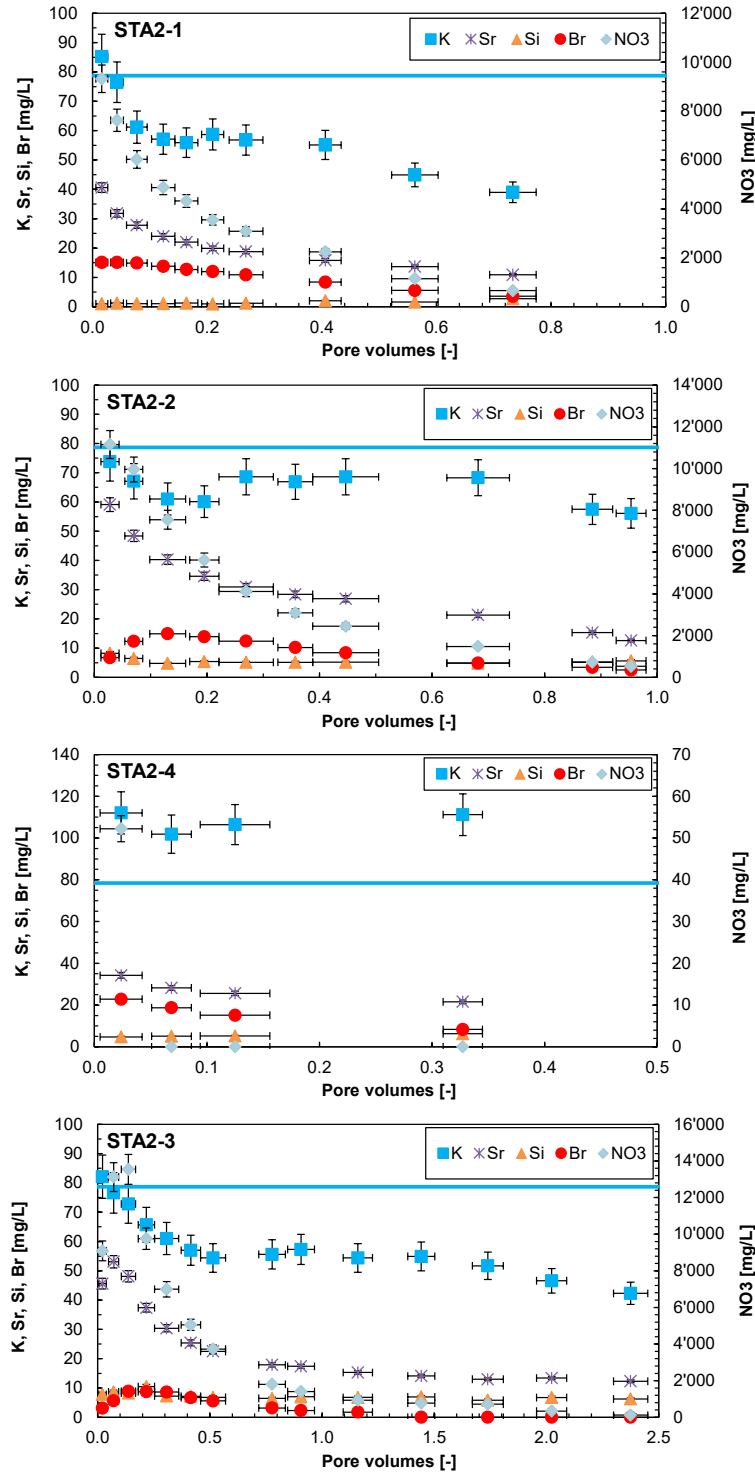 STA2-1
K Sr Si Br NO3
100 90 80 70 60 50 40 30 20 10 0
K, Sr, Si, Br [mg/L]
12'000 10'000 8'000 6'000 4'000 2'000 0
NO3 [mg/L]
0.0 0.2 0.4 0.6 0.8 1.0
Pore volumes [-]
STA2-2
K Sr Si Br NO3
100 90 80 70 60 50 40 30 20 10 0
K, Sr, Si, Br [mg/L]
14'000 12'000 10'000 8'000 6'000 4'000 2'000 0
NO3 [mg/L]
0.0 0.2 0.4 0.6 0.8 1.0
Pore volumes [-]
STA2-4
K Sr Si Br NO3
140 120 100 80 60 40 20 0
K, Sr, Si, Br [mg/L]
70 60 50 40 30 20 10 0
NO3 [mg/L]
0.0 0.1 0.2 0.3 0.4 0.5
Pore volumes [-]
STA2-3
K Sr Si Br NO3
100 90 80 70 60 50 40 30 20 10 0
K, Sr, Si, Br [mg/L]
16'000 14'000 12'000 10'000 8'000 6'000 4'000 2'000 0
NO3 [mg/L]
0.0 0.5 1.0 1.5 2.0 2.5
Pore volumes [-]